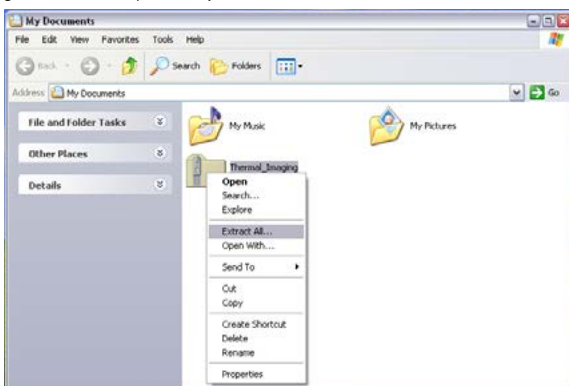 My Documents
File Edit View Favorites Tools Help
Back Search Folders
Address My Documents Go
File and Folder Tasks
Other Places
Details
My Music
My Pictures
Thermal_Imaging
Open
Search...
Explore
Extract All...
Open With...
Send To
Cut
Copy
Create Shortcut
Delete
Rename
Properties